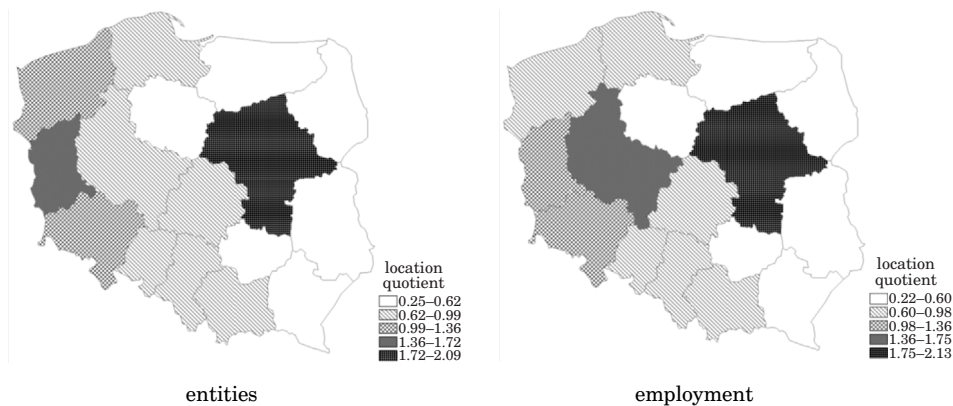 location
quotient
0.25–0.62
0.62–0.99
0.99–1.36
1.36–1.72
1.72–2.09
entities
location
quotient
0.22–0.60
0.60–0.98
0.98–1.36
1.36–1.75
1.75–2.13
employment